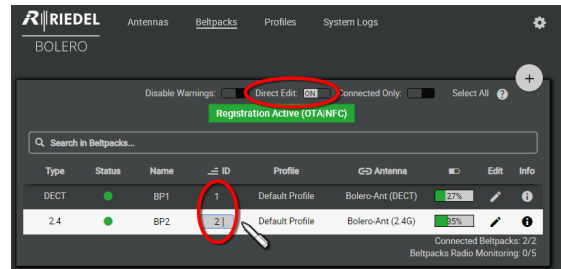 RIEDEL Antennas Beltpacks Profiles System Logs
BOLERO
Disable Warnings: Direct Edit: ON Connected Only: Select All ?
Registration Active (OTA|NFC)
Search in Beltpacks...
Type Status Name ID Profile Antenna Edit Info
DECT BP1 1 Default Profile Bolero-Ant (DECT) 27%
2.4 BP2 2 Default Profile Bolero-Ant (2.4G) 35%
Connected Beltpacks: 2/2
Beltpacks Radio Monitoring: 0/5